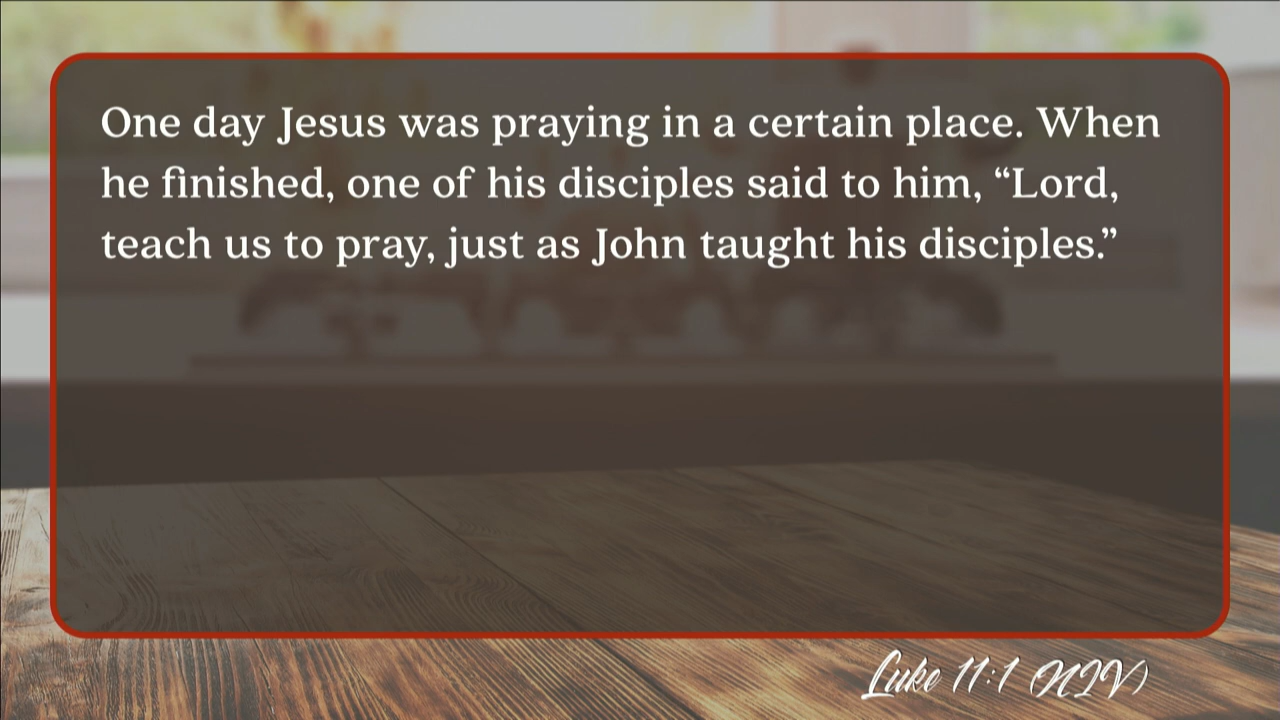 One day Jesus was praying in a certain place. When
he finished, one of his disciples said to him, “Lord,
teach us to pray, just as John taught his disciples.”
Luke 11:1 (NIV)